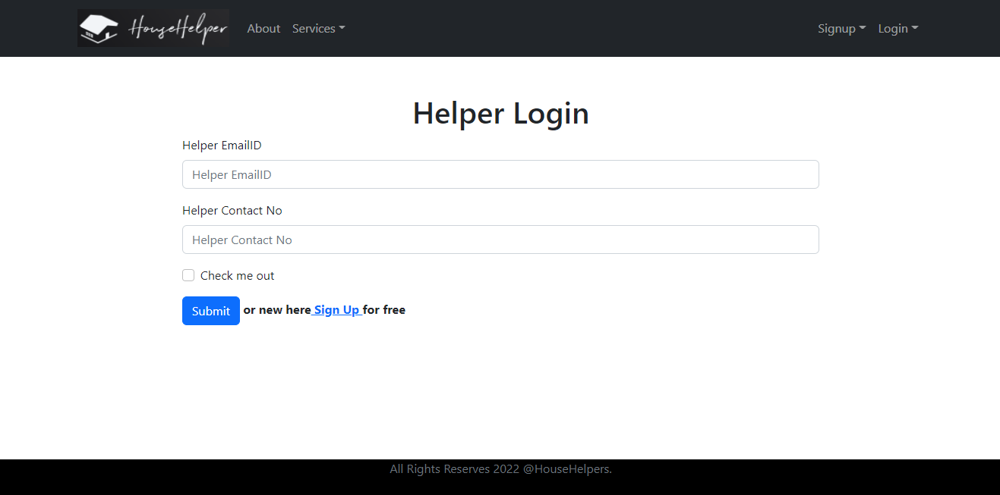 HouseHelper About Services Signup Login
Helper Login
Helper EmailID
Helper EmailID
Helper Contact No
Helper Contact No
Check me out
Submit or new here Sign Up for free
All Rights Reserves 2022 @HouseHelpers.